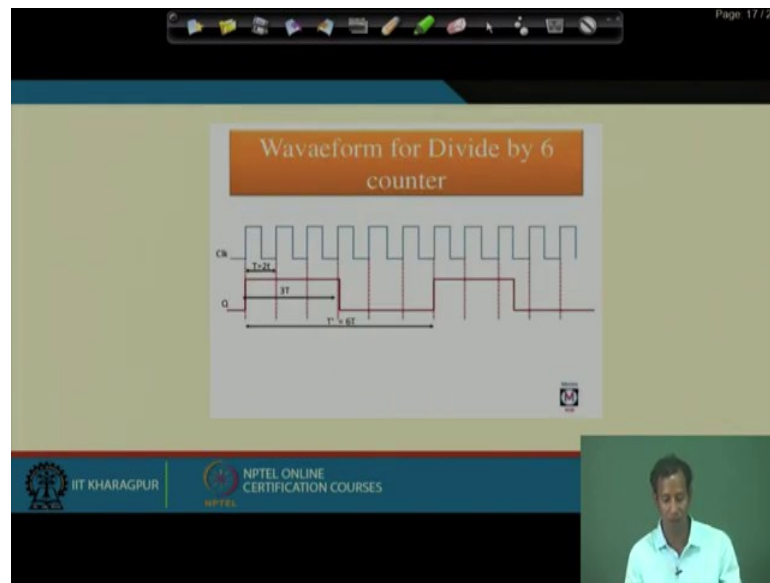 Page: 17 / 2
Wavaeform for Divide by 6
counter
Clk
T=2t
3T
Q
T' = 6T
IIT KHARAGPUR
NPTEL
NPTEL ONLINE
CERTIFICATION COURSES